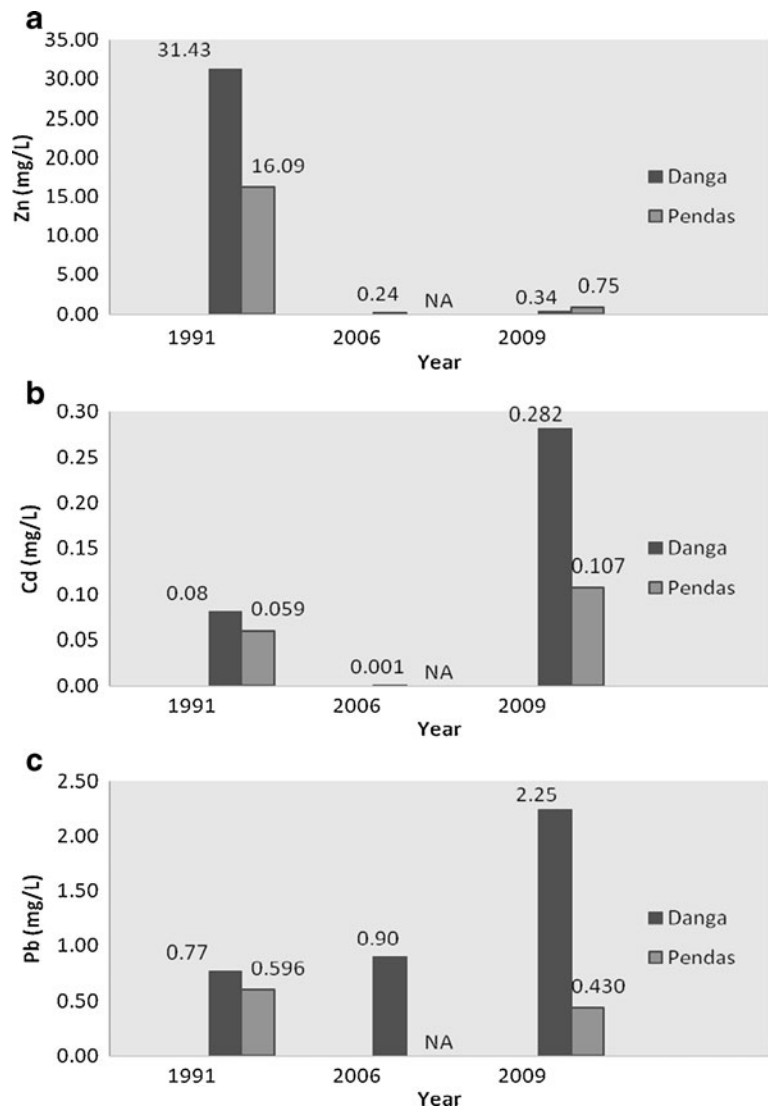 a
35.00
31.43
30.00
25.00
20.00
16.09
15.00
10.00
5.00
0.00
Zn (mg/L)
0.24
NA
0.34
0.75
Danga
Pendas
1991
2006
2009
Year
b
0.30
0.282
0.25
0.20
0.15
0.10
0.05
0.00
Cd (mg/L)
0.08
0.059
0.001
NA
0.107
Danga
Pendas
1991
2006
2009
Year
c
2.50
2.25
2.00
1.50
1.00
0.50
0.00
Pb (mg/L)
0.77
0.596
0.90
NA
0.430
Danga
Pendas
1991
2006
2009
Year